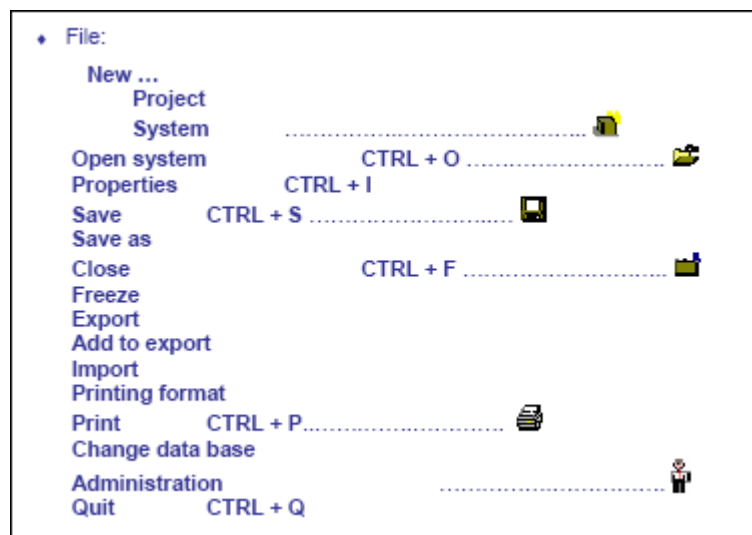 ♦ File:
New …
Project
System ……………………………………………
Open system CTRL + O ……………………………
Properties CTRL + I
Save CTRL + S ……………………………
Save as
Close CTRL + F ……………………………
Freeze
Export
Add to export
Import
Printing format
Print CTRL + P……………………………
Change data base
Administration ……………………………
Quit CTRL + Q